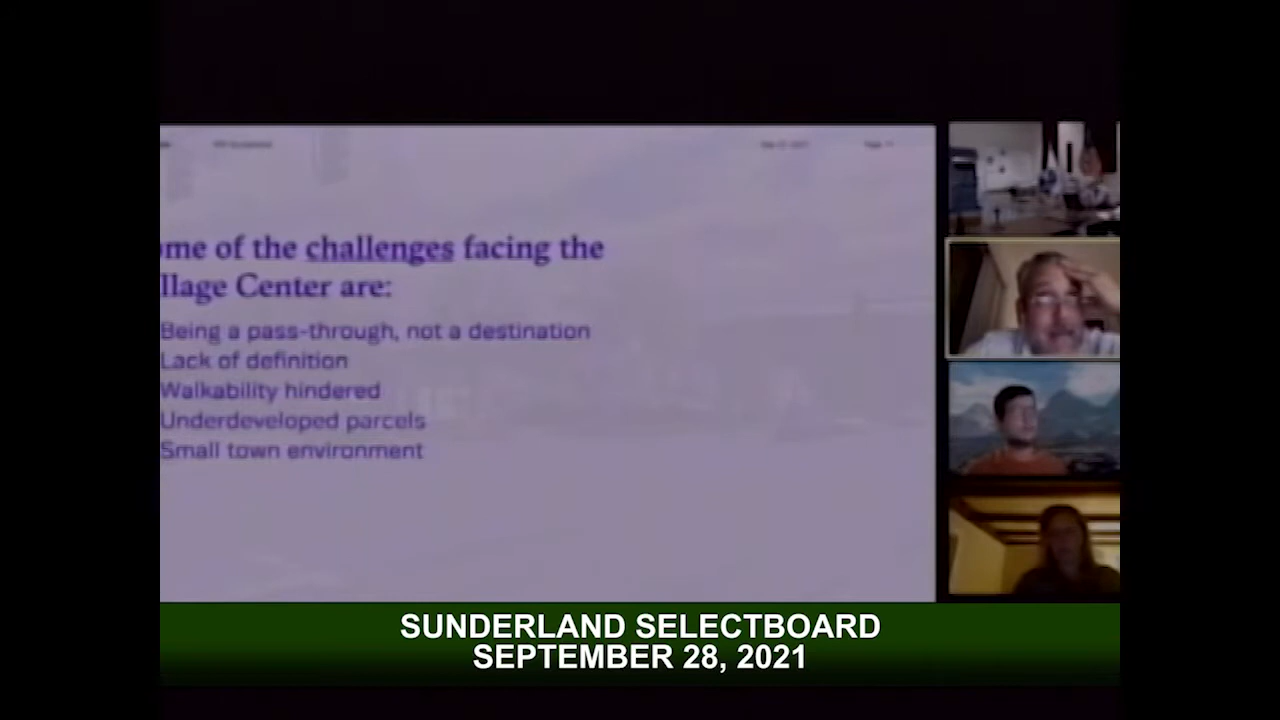 ome of the challenges facing the
llage Center are:
Being a pass-through, not a destination
Lack of definition
Walkability hindered
Underdeveloped parcels
Small town environment
SUNDERLAND SELECTBOARD
SEPTEMBER 28, 2021